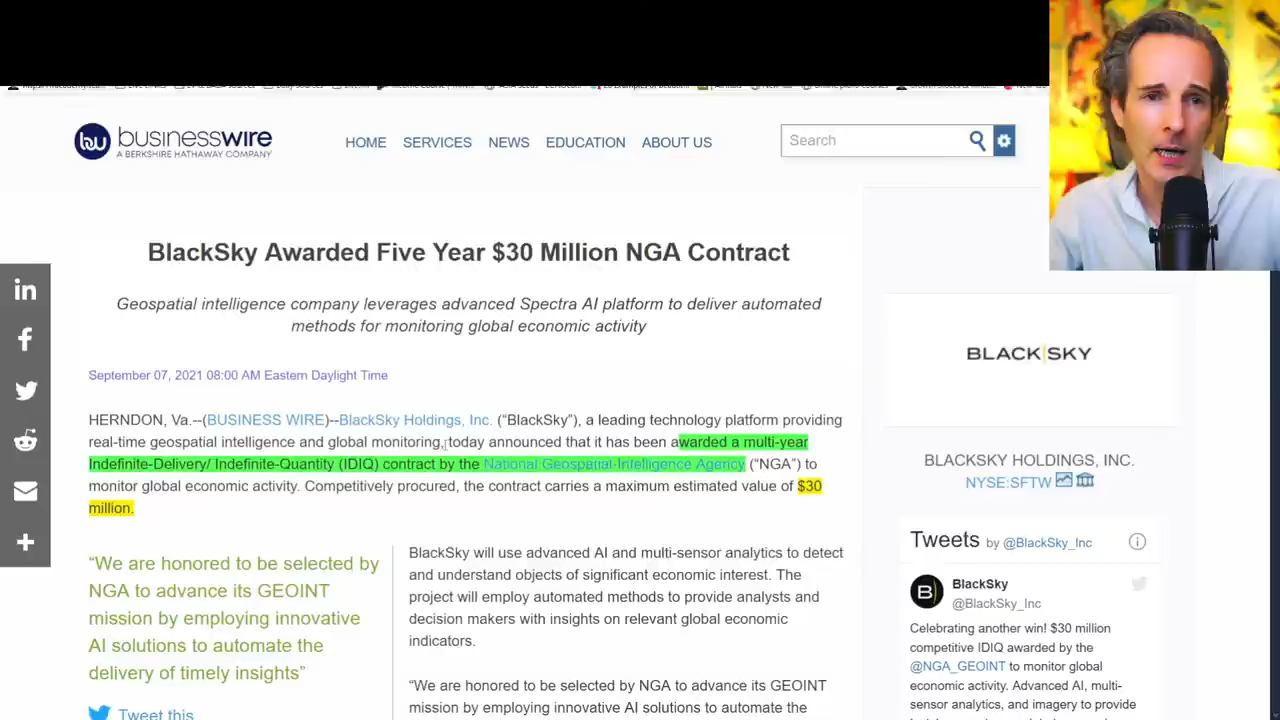 businesswire
A BERKSHIRE HATHAWAY COMPANY
HOME SERVICES NEWS EDUCATION ABOUT US
Search
BlackSky Awarded Five Year $30 Million NGA Contract
Geospatial intelligence company leverages advanced Spectra AI platform to deliver automated
methods for monitoring global economic activity
September 07, 2021 08:00 AM Eastern Daylight Time
HERNDON, Va.--(BUSINESS WIRE)--BlackSky Holdings, Inc. (“BlackSky”), a leading technology platform providing
real-time geospatial intelligence and global monitoring, today announced that it has been awarded a multi-year
Indefinite-Delivery/ Indefinite-Quantity (IDIQ) contract by the National Geospatial-Intelligence Agency (“NGA”) to
monitor global economic activity. Competively procured, the contract carries a maximum estimated value of $30
million.
“We are honored to be selected by
NGA to advance its GEOINT
mission by employing innovative
AI solutions to automate the
delivery of timely insights”
Tweet this
BlackSky will use advanced AI and multi-sensor analytics to detect
and understand objects of significant economic interest. The
project will employ automated methods to provide analysts and
decision makers with insights on relevant global economic
indicators.
“We are honored to be selected by NGA to advance its GEOINT
mission by employing innovative AI solutions to automate the
BLACK|SKY
BLACKSKY HOLDINGS, INC.
NYSE:SFTW
Tweets by @BlackSky_Inc
BlackSky
@BlackSky_Inc
Celebrating another win! $30 million
competitive IDIQ awarded by the
@NGA_GEOINT to monitor global
economic activity. Advanced AI, multi-
sensor analytics, and imagery to provide